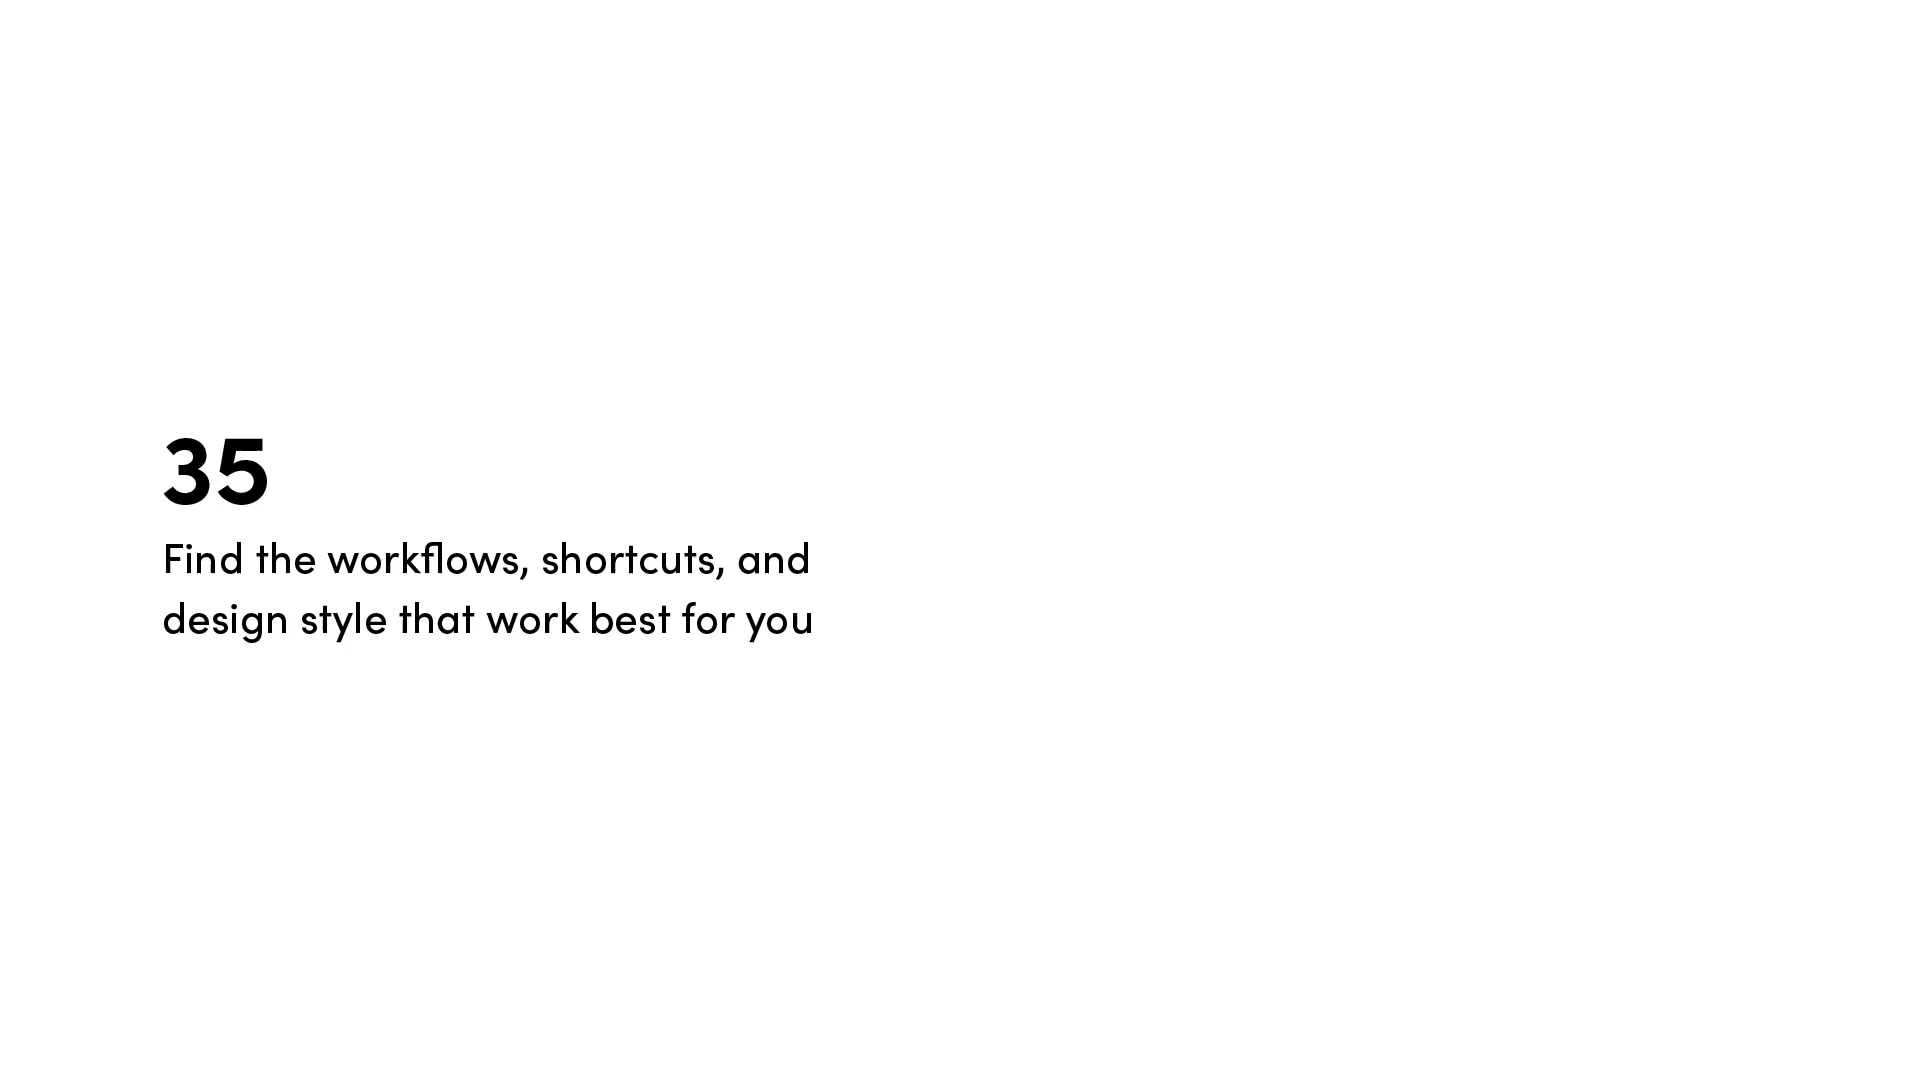 35
Find the workflows, shortcuts, and
design style that work best for you